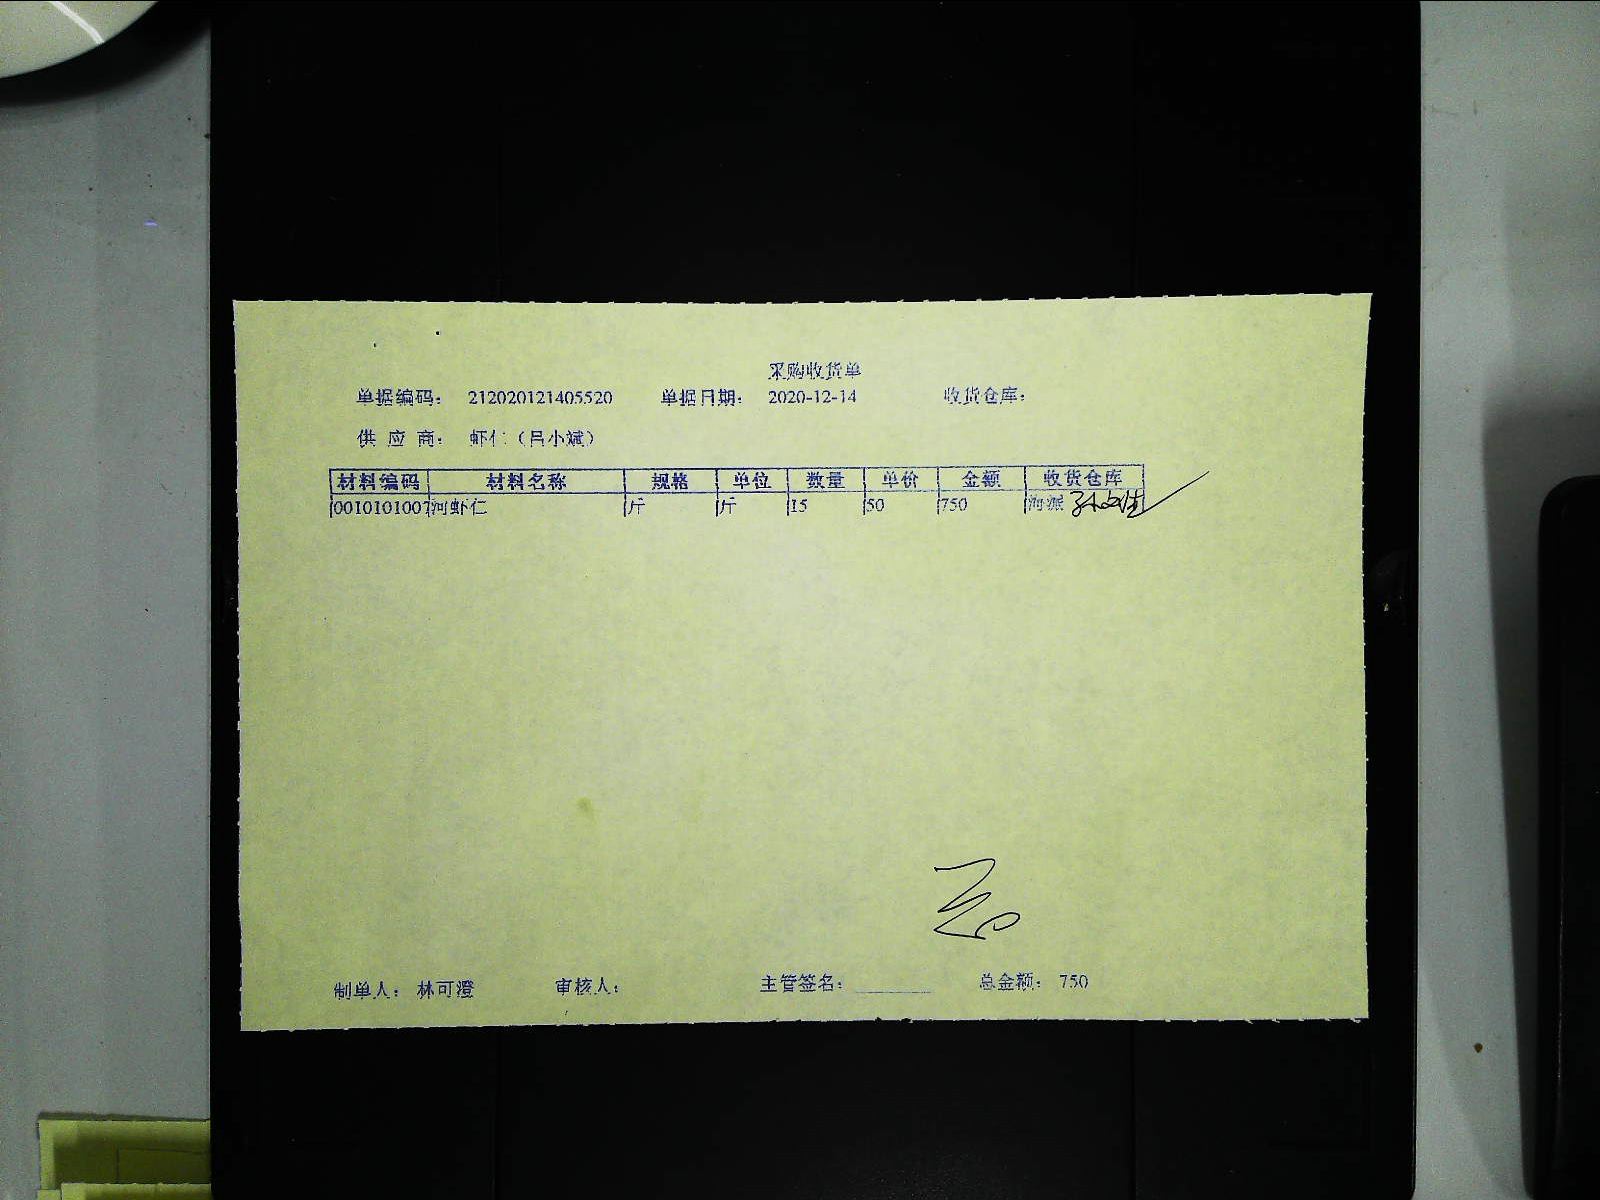 采购收货单
单据编码： 212020121405520 单据日期： 2020-12-14 收货仓库：
供 应 商： 虾仁（吕小斌）
材料编码 材料名称 规格 单位 数量 单价 金额 收货仓库
0010101007 河虾仁 斤 斤 15 50 750 海派
制单人： 林可澄 审核人： 主管签名： 总金额： 750